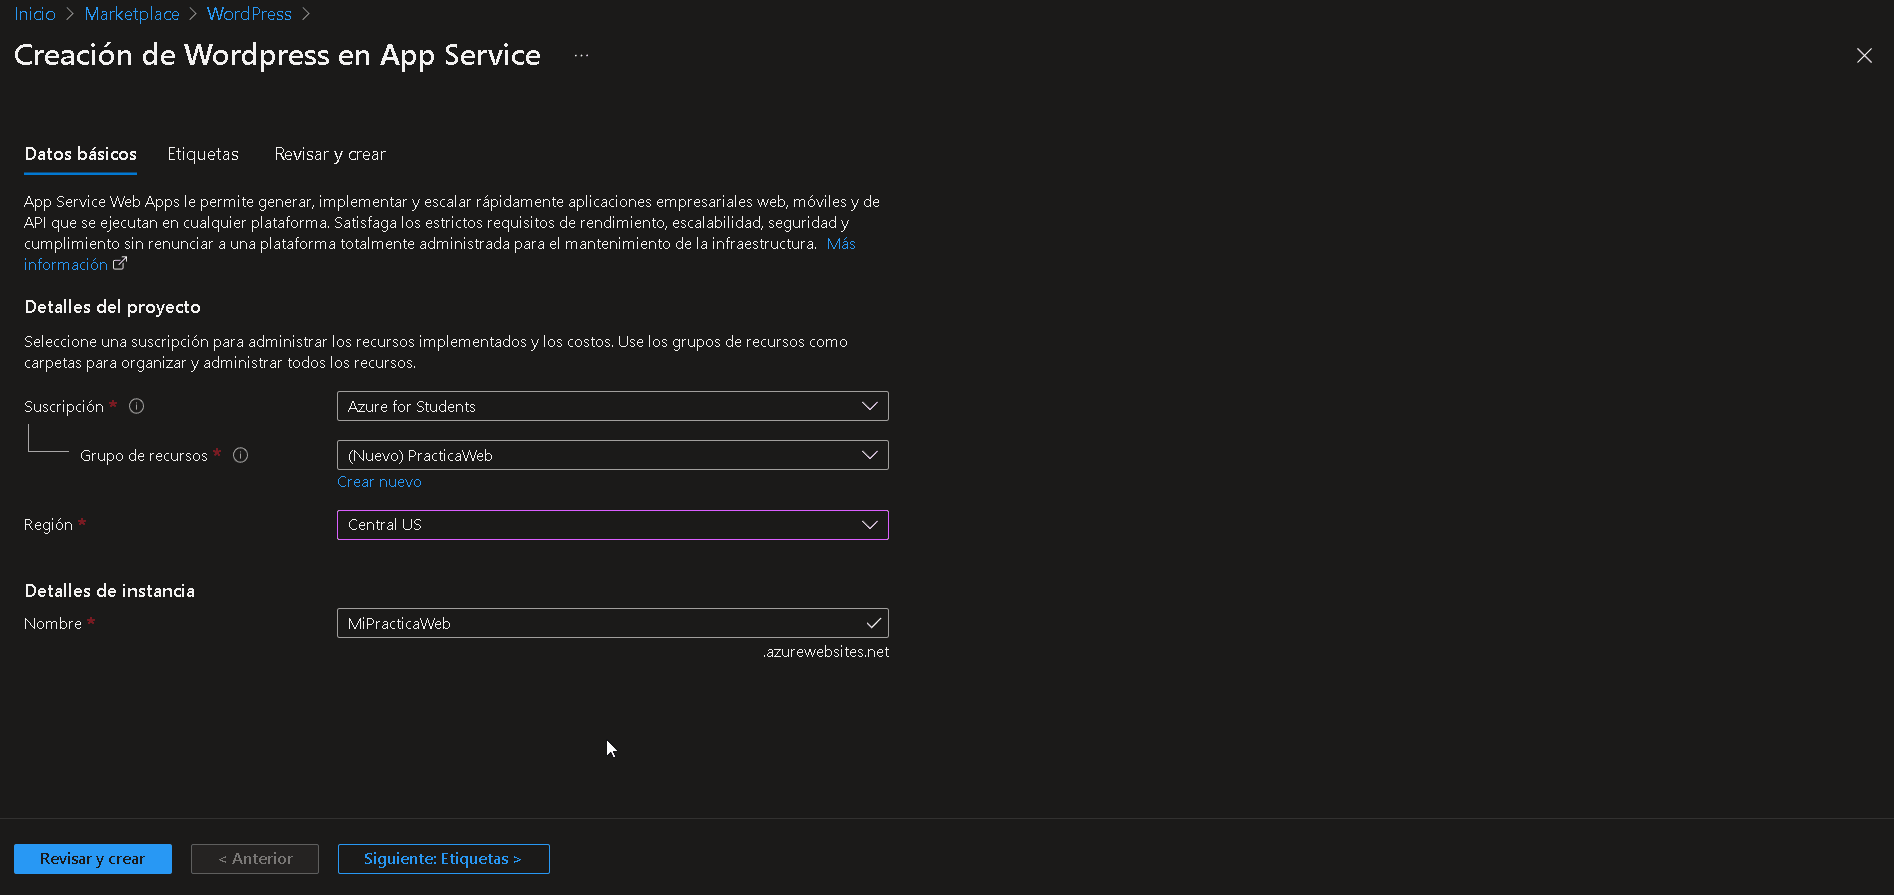 Inicio > Marketplace > WordPress >
Creación de Wordpress en App Service ...
Datos básicos Etiquetas Revisar y crear
App Service Web Apps le permite generar, implementar y escalar rápidamente aplicaciones empresariales web, móviles y de
API que se ejecutan en cualquier plataforma. Satisfaga los estrictos requisitos de rendimiento, escalabilidad, seguridad y
cumplimiento sin renunciar a una plataforma totalmente administrada para el mantenimiento de la infraestructura. Más
información
Detalles del proyecto
Seleccione una suscripción para administrar los recursos implementados y los costos. Use los grupos de recursos como
carpetas para organizar y administrar todos los recursos.
Suscripción * Azure for Students
Grupo de recursos * (Nuevo) PracticaWeb
Crear nuevo
Región * Central US
Detalles de instancia
Nombre * MiPracticaWeb
.azurewebsites.net
Revisar y crear < Anterior Siguiente: Etiquetas >